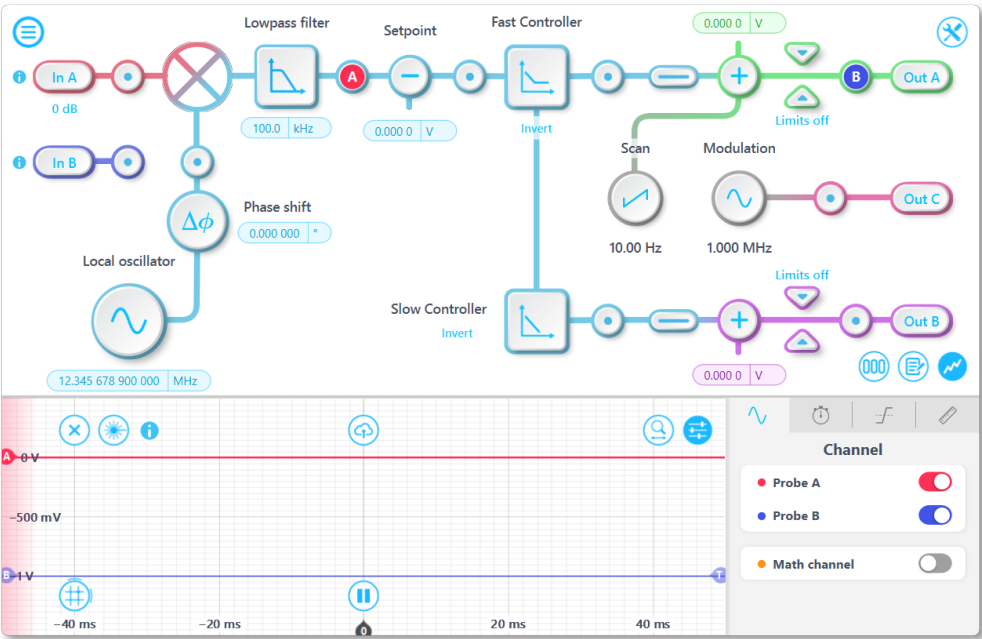 Lowpass filter
Setpoint
Fast Controller
0.000 0 V
In A
A
B
Out A
0 dB
100.0 kHz
0.000 0 V
Invert
Limits off
In B
Scan
Modulation
Δϕ
Phase shift
0.000 000 °
Out C
10.00 Hz
1.000 MHz
Local oscillator
Limits off
Slow Controller
Invert
Out B
12.345 678 900 000 MHz
0.000 0 V
A 0 V
−500 mV
B −1 V
T
−40 ms
−20 ms
0
20 ms
40 ms
Channel
Probe A
Probe B
Math channel